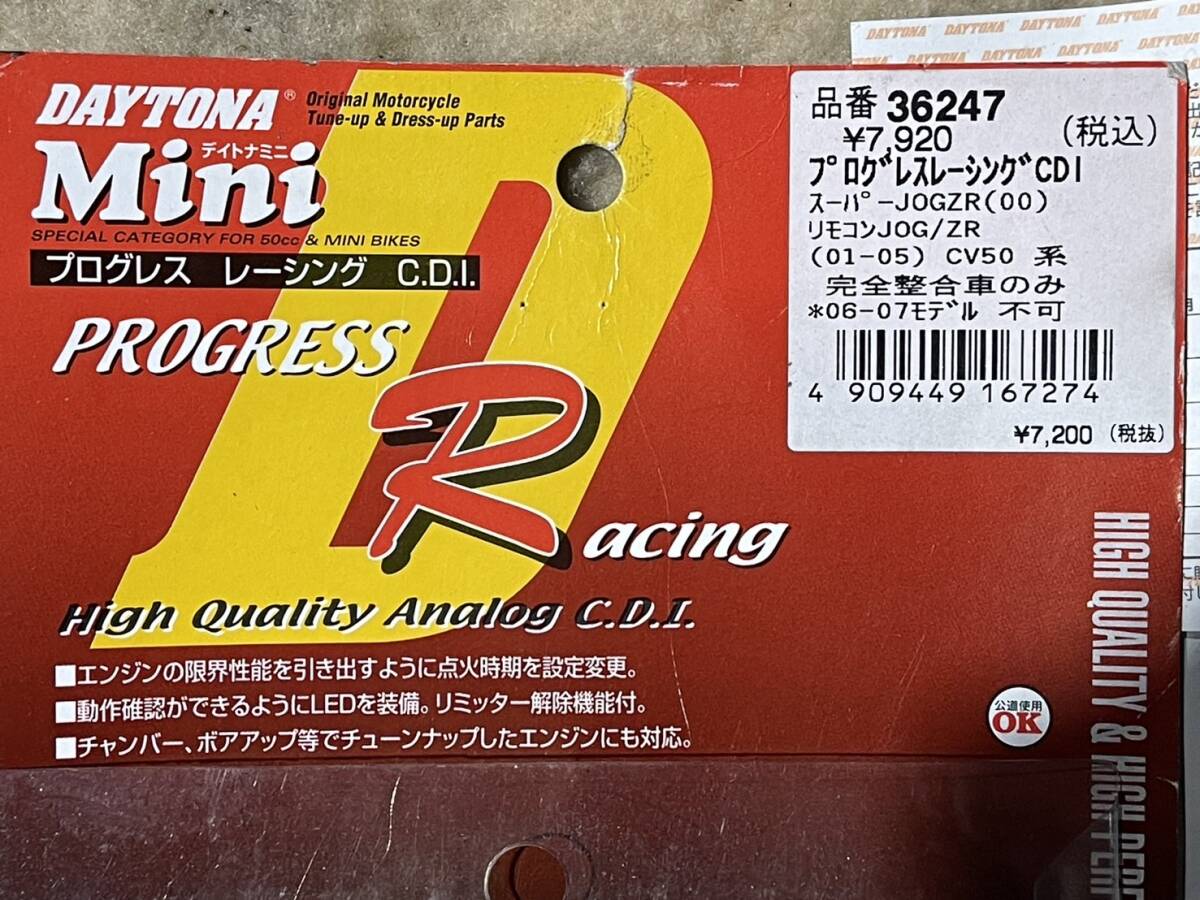 DAYTONA DAYTONA DAYTONA
DAYTONA DAYTONA DAYTONA DAYTONA
DAYTONA® Original Motorcycle
Tune-up & Dress-up Parts
デイトナミニ
Mini
SPECIAL CATEGORY FOR 50cc & MINI BIKES
プログレス レーシング C.D.I.
PROGRESS
Racing
High Quality Analog C.D.I.
■エンジンの限界性能を引き出すように点火時期を設定変更。
■動作確認ができるようにLEDを装備。リミッター解除機能付。
■チャンバー、ボアアップ等でチューンナップしたエンジンにも対応。
品番 36247
¥7,920 (税込)
プログレスレーシングCDI
スーパーJOGZR(00)
リモコンJOG/ZR
(01-05) CV50 系
完全整合車のみ
*06-07モデル 不可
4 909449 167274
¥7,200 (税抜)
公道使用
OK
HIGH QUALITY & HIGH PERF